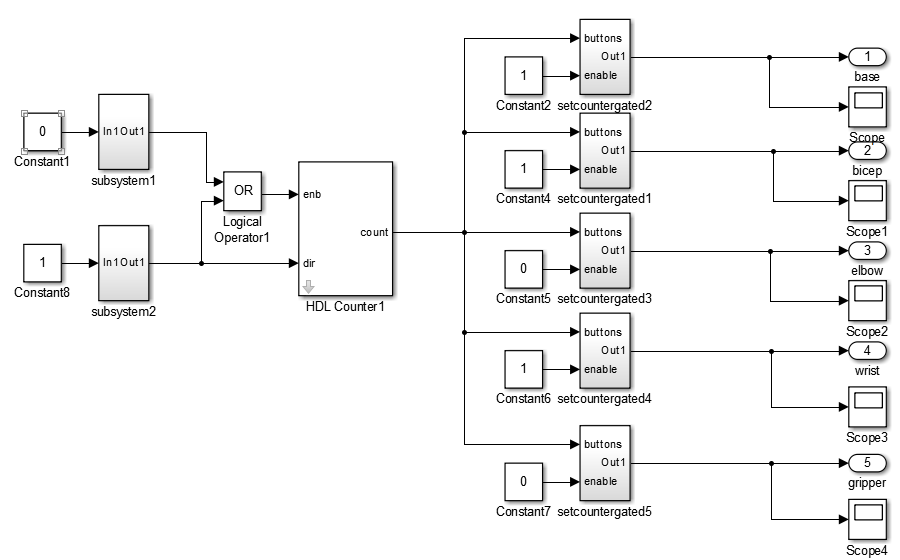 0
Constant1
In1 Out1
subsystem1
1
Constant8
In1 Out1
subsystem2
OR
Logical
Operator1
enb
dir
count
HDL Counter1
1
Constant2
buttons
Out1
enable
setcountergated2
1
base
Scope
1
Constant4
buttons
Out1
enable
setcountergated1
2
bicep
Scope1
0
Constant5
buttons
Out1
enable
setcountergated3
3
elbow
Scope2
1
Constant6
buttons
Out1
enable
setcountergated4
4
wrist
Scope3
0
Constant7
buttons
Out1
enable
setcountergated5
5
gripper
Scope4